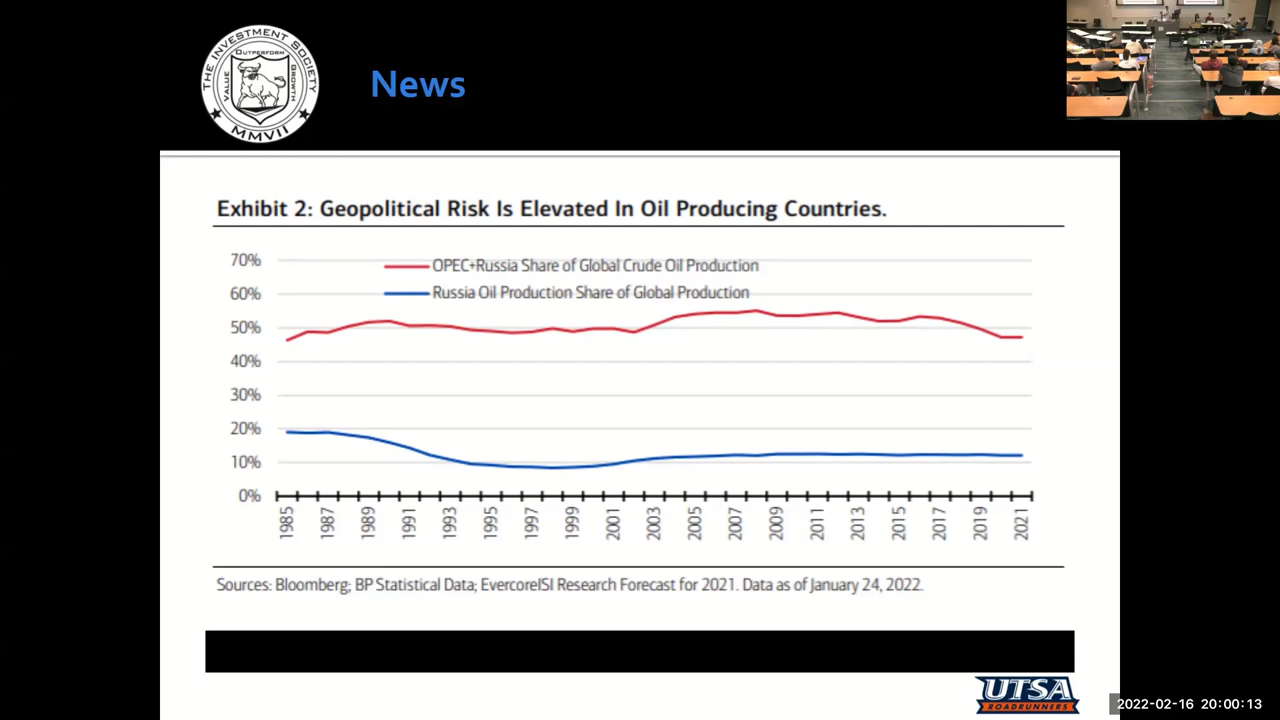 THE INVESTMENT SOCIETY
OUTPERFORM
VALUE
GROWTH
MMVII
News
Exhibit 2: Geopolitical Risk Is Elevated In Oil Producing Countries.
70%
60%
50%
40%
30%
20%
10%
0%
OPEC+Russia Share of Global Crude Oil Production
Russia Oil Production Share of Global Production
1985
1987
1989
1991
1993
1995
1997
1999
2001
2003
2005
2007
2009
2011
2013
2015
2017
2019
2021
Sources: Bloomberg; BP Statistical Data; EvercoreISI Research Forecast for 2021. Data as of January 24, 2022.
UTSA
ROADRUNNERS
2022-02-16 20:00:13